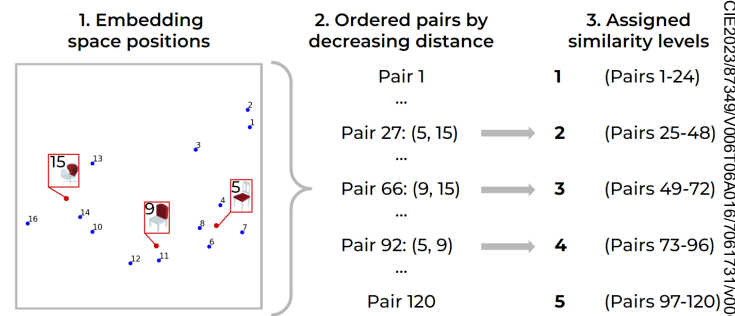 1. Embedding
space positions
2. Ordered pairs by
decreasing distance
3. Assigned
similarity levels
2
1
3
13
15
5
4
9
14
16
10
8
7
6
12
11
Pair 1
...
Pair 27: (5, 15)
...
Pair 66: (9, 15)
...
Pair 92: (5, 9)
...
Pair 120
1 (Pairs 1-24)
2 (Pairs 25-48)
3 (Pairs 49-72)
4 (Pairs 73-96)
5 (Pairs 97-120)
CIE2023/87349/V006T06A016/7061731/v00